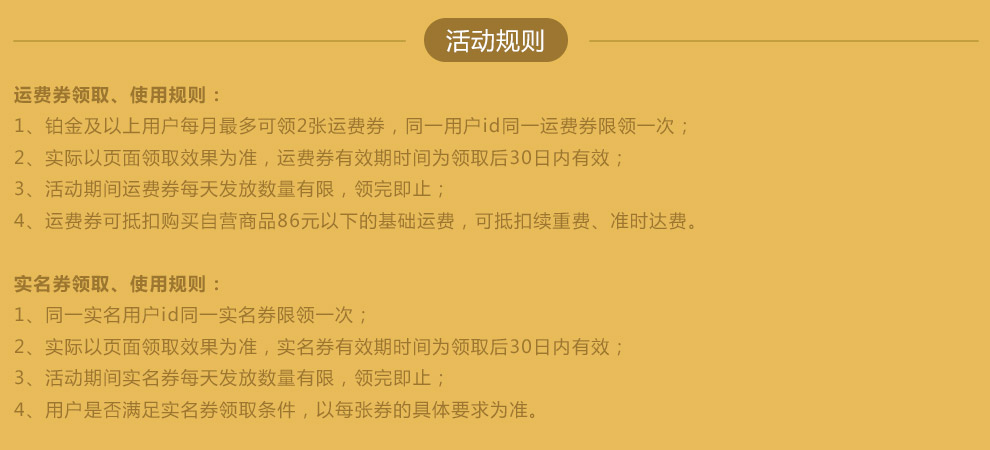 活动规则
运费券领取、使用规则：
1、铂金及以上用户每月最多可领2张运费券，同一用户id同一运费券限领一次；
2、实际以页面领取效果为准，运费券有效期时间为领取后30日内有效；
3、活动期间运费券每天发放数量有限，领完即止；
4、运费券可抵扣购买自营商品86元以下的基础运费，可抵扣续重费、准时达费。
实名券领取、使用规则：
1、同一实名用户id同一实名券限领一次；
2、实际以页面领取效果为准，实名券有效期时间为领取后30日内有效；
3、活动期间实名券每天发放数量有限，领完即止；
4、用户是否满足实名券领取条件，以每张券的具体要求为准。